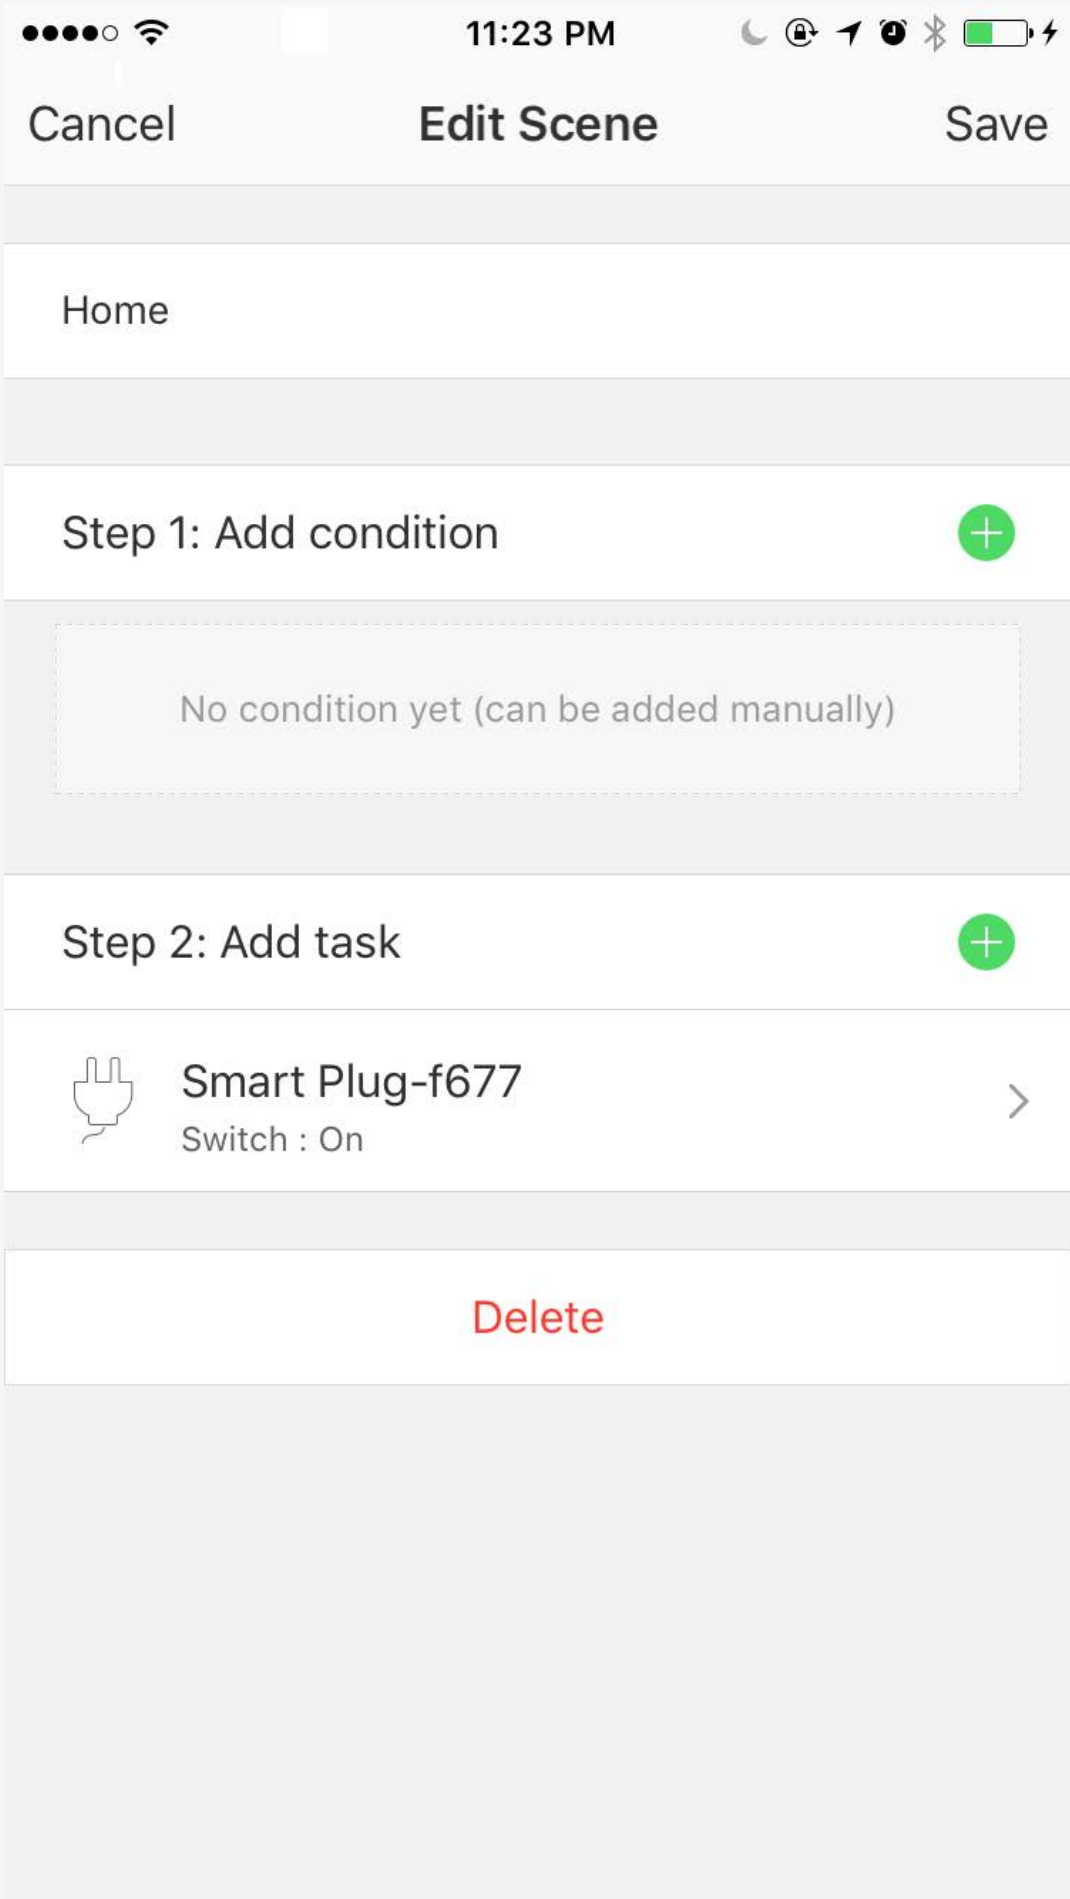 11:23 PM
Cancel
Edit Scene
Save
Home
Step 1: Add condition
No condition yet (can be added manually)
Step 2: Add task
Smart Plug-f677
Switch : On
Delete